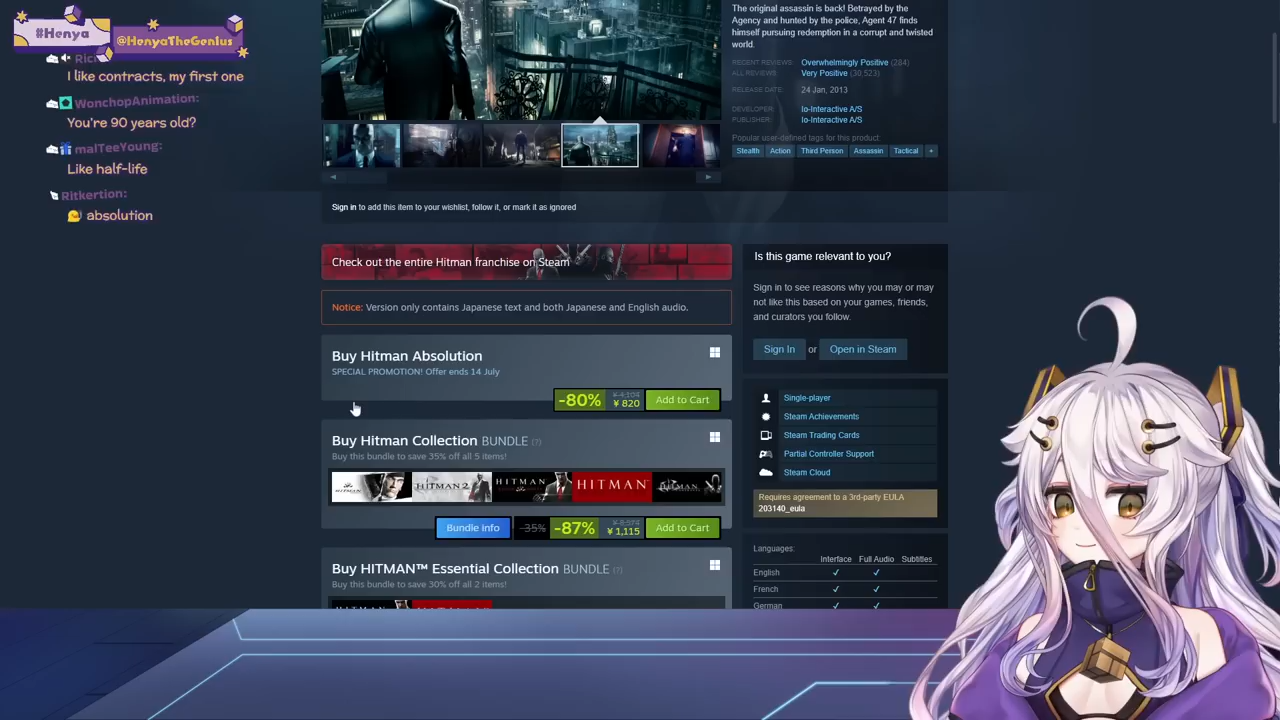 #Henya
@HenyaTheGenius
I like contracts, my first one
WonchopAnimation:
You're 90 years old?
malTeeYoung:
Like half-life
Ritkertion:
absolution
The original assassin is back! Betrayed by the
Agency and hunted by the police, Agent 47 finds
himself pursuing redemption in a corrupt and twisted
world.
RECENT REVIEWS: Overwhelmingly Positive (284)
ALL REVIEWS: Very Positive (30,523)
RELEASE DATE: 24 Jan, 2013
DEVELOPER: Io-Interactive A/S
PUBLISHER: Io-Interactive A/S
Popular user-defined tags for this product:
Stealth Action Third Person Assassin Tactical +
Sign in to add this item to your wishlist, follow it, or mark it as ignored
Check out the entire Hitman franchise on Steam
Notice: Version only contains Japanese text and both Japanese and English audio.
Buy Hitman Absolution
SPECIAL PROMOTION! Offer ends 14 July
-80% ¥ 4,104 ¥ 820 Add to Cart
Buy Hitman Collection BUNDLE (?)
Buy this bundle to save 35% off all 5 items!
HITMAN 2 HITMAN HITMAN
Bundle info -35% -87% ¥ 8,574 ¥ 1,115 Add to Cart
Buy HITMAN™ Essential Collection BUNDLE (?)
Buy this bundle to save 30% off all 2 items!
Is this game relevant to you?
Sign in to see reasons why you may or may
not like this based on your games, friends,
and curators you follow.
Sign In or Open in Steam
Single-player
Steam Achievements
Steam Trading Cards
Partial Controller Support
Steam Cloud
Requires agreement to a 3rd-party EULA
203140_eula
Languages:
Interface Full Audio Subtitles
English ✓ ✓
French ✓ ✓
German ✓ ✓